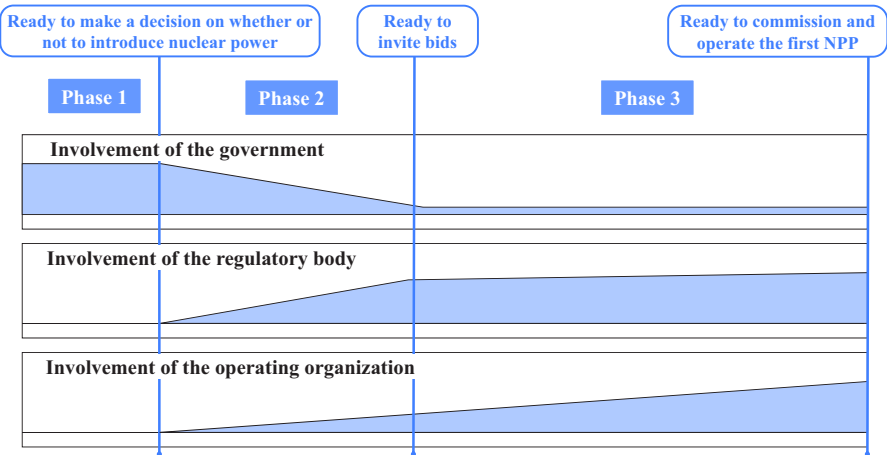 Ready to make a decision on whether or
not to introduce nuclear power
Ready to
invite bids
Ready to commission and
operate the first NPP
Phase 1
Phase 2
Phase 3
Involvement of the government
Involvement of the regulatory body
Involvement of the operating organization